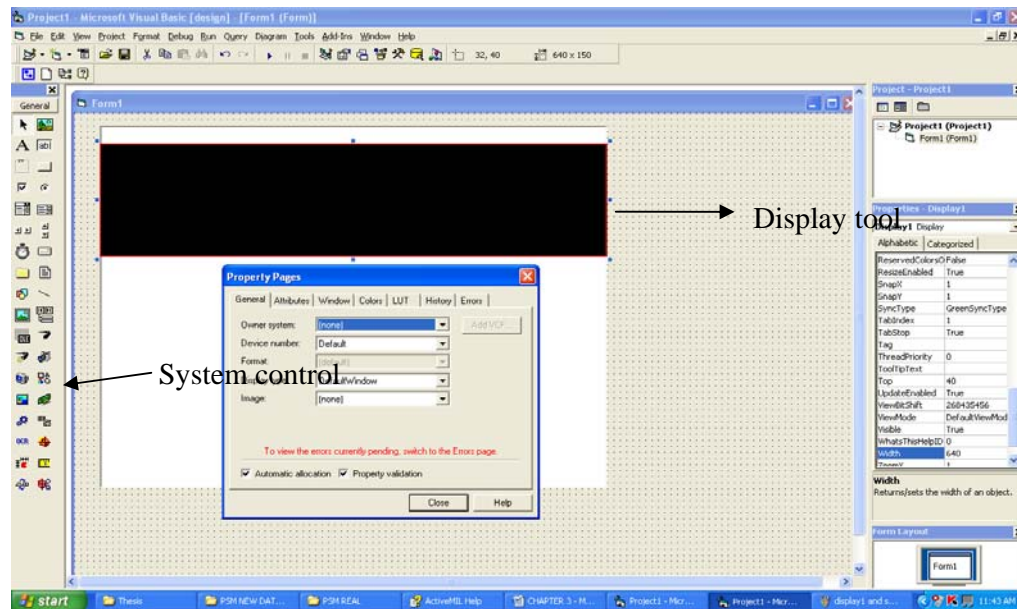 Project1 - Microsoft Visual Basic [design] - [Form1 (Form)]
File Edit View Project Format Debug Run Query Diagram Tools Add-Ins Window Help
32, 40 640 x 150
General
Form1
Project - Project1
Project1 (Project1)
Form1 (Form1)
Display tool
Properties - Display1
Display1 Display
Alphabetic Categorized
ReservedColorsO False
ResizeEnabled True
SnapX 1
SnapY 1
SyncType GreenSyncType
TabIndex 1
TabStop True
Tag
ThreadPriority 0
ToolTipText
Top 40
UpdateEnabled True
ViewBitShift 268435456
ViewMode DefaultViewMod
Visible True
WhatsThisHelpID 0
Width 640
ZoomX 1
Width
Returns/sets the width of an object.
Form Layout
Form1
Property Pages
General Attributes Window Colors LUT History Errors
Owner system: (none) Add VCF...
Device number: Default
Format: (default)
System control
DefaultWindow
Image: (none)
To view the errors currently pending, switch to the Errors page.
Automatic allocation Property validation
Close Help
OCR
start Thesis PSM NEW DAT... PSM REAL ActiveMIL Help CHAPTER 3 - M... Project1 - Micr... Project1 - Micr... display1 and s... 11:43 AM